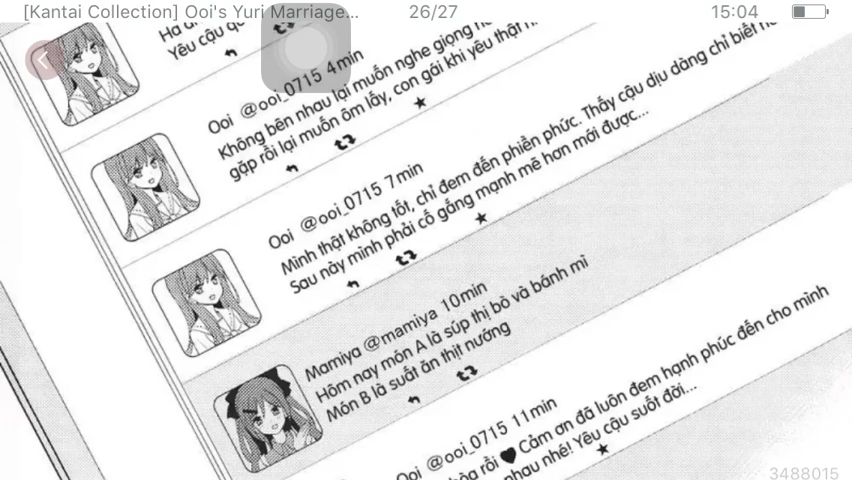 [Kantai Collection] Ooi's Yuri Marriage...
26/27
15:04
Yêu cậu
Ooi @ooi_0715 4min
Không bên nhau lại muốn nghe giọng
gặp rồi lại muốn ôm lấy, con gái khi yêu thật
Ooi @ooi_0715 7min
Mình thật không tốt, chỉ đem đến phiền phức. Thấy cậu dịu dàng chỉ biết
Sau này mình phải cố gắng mạnh mẽ hơn mới được...
Mamiya @mamiya 10min
Hôm nay món A là súp thị bò và bánh mì
Món B là suất ăn thịt nướng
Ooi @ooi_0715 11min
rồi ♥ Cảm ơn đã luôn đem hạnh phúc đến cho mình
nhau nhé! Yêu cậu suốt đời...
3488015